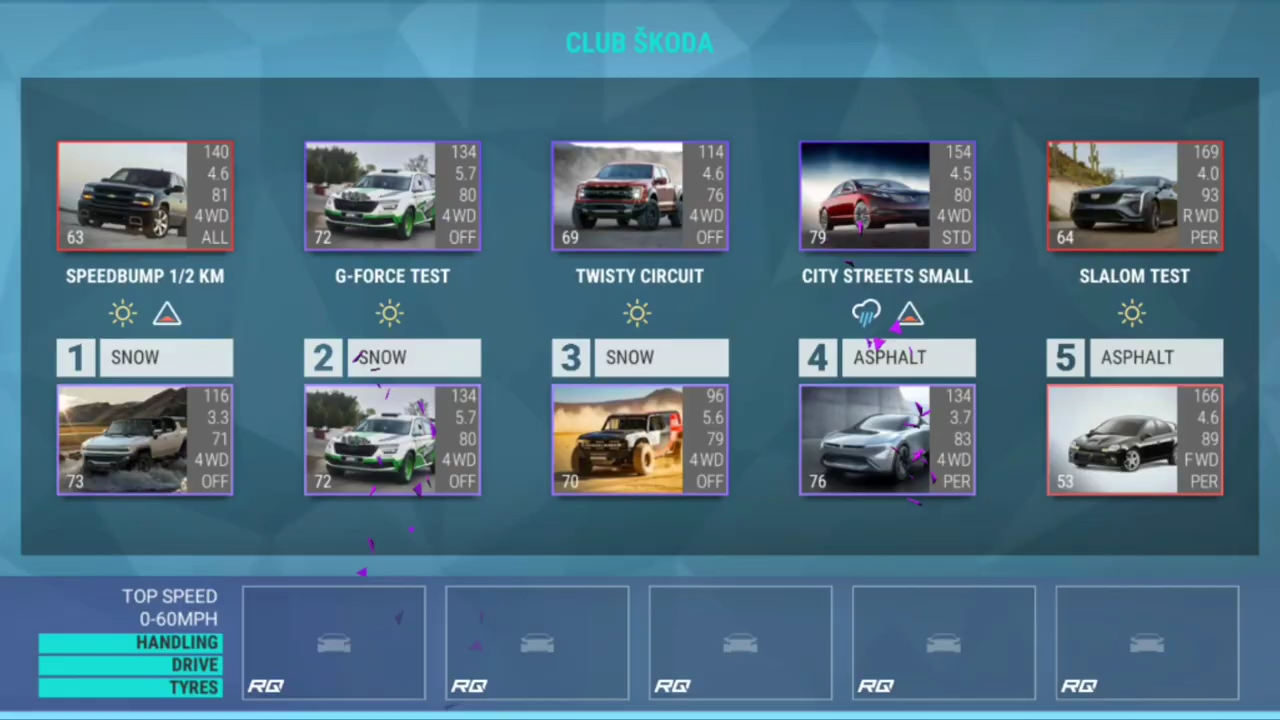 CLUB ŠKODA
140
4.6
81
4WD
63 ALL
134
5.7
80
4WD
72 OFF
114
4.6
76
4WD
69 OFF
154
4.5
80
4WD
79 STD
169
4.0
93
RWD
64 PER
SPEEDBUMP 1/2 KM
G-FORCE TEST
TWISTY CIRCUIT
CITY STREETS SMALL
SLALOM TEST
1 SNOW
2 SNOW
3 SNOW
4 ASPHALT
5 ASPHALT
116
3.3
71
4WD
73 OFF
134
5.7
80
4WD
72 OFF
96
5.6
79
4WD
70 OFF
134
3.7
83
4WD
76 PER
166
4.6
89
FWD
53 PER
TOP SPEED
0-60MPH
HANDLING
DRIVE
TYRES
RQ
RQ
RQ
RQ
RQ